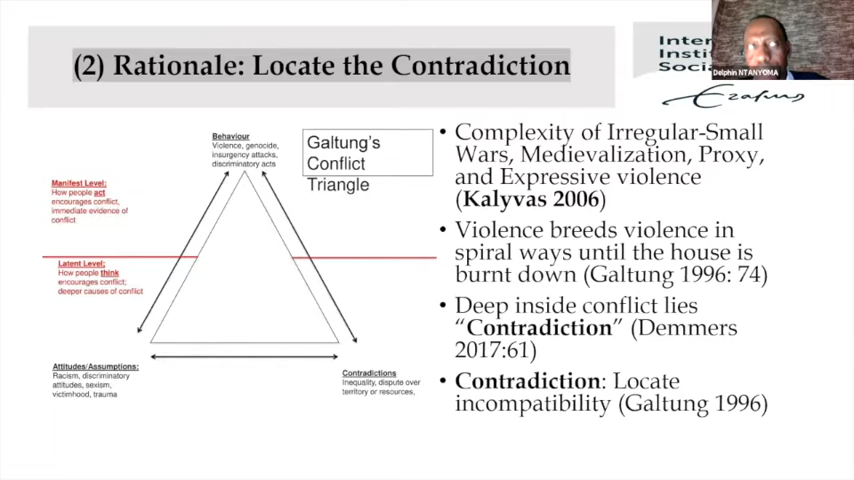 (2) Rationale: Locate the Contradiction
Inter
Instit
Socia
Erasmus
Delphin NTANYOMA
Behaviour
Violence, genocide,
insurgency attacks,
discriminatory acts
Galtung's
Conflict
Triangle
Manifest Level:
How people act
encourages conflict,
immediate evidence of
conflict
Latent Level:
How people think
encourages conflict;
deeper causes of conflict
Attitudes/Assumptions:
Racism, discriminatory
attitudes, sexism,
victimhood, trauma
Contradictions
Inequality, dispute over
territory or resources,
• Complexity of Irregular-Small
Wars, Medievalization, Proxy,
and Expressive violence
(Kalyvas 2006)
• Violence breeds violence in
spiral ways until the house is
burnt down (Galtung 1996: 74)
• Deep inside conflict lies
“Contradiction” (Demmers
2017:61)
• Contradiction: Locate
incompatibility (Galtung 1996)